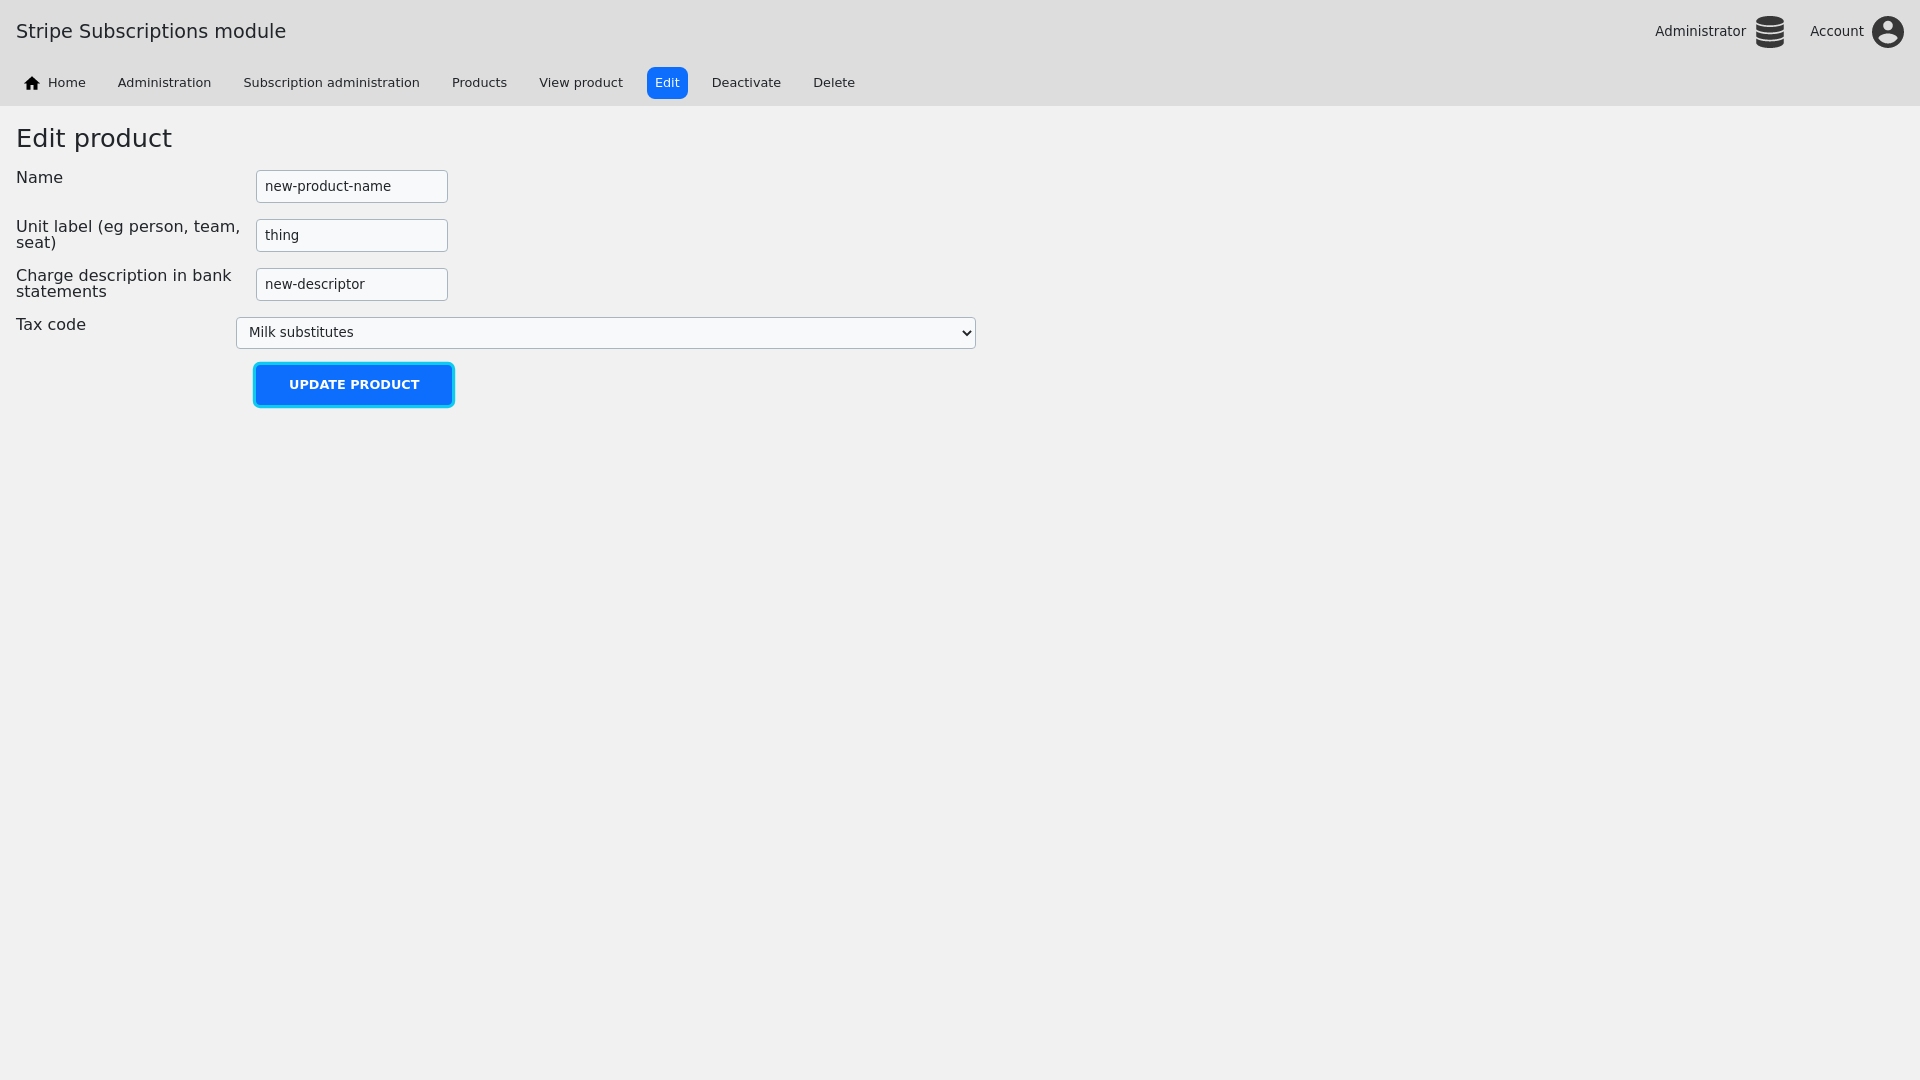 Stripe Subscriptions module
Administrator
Account
Home
Administration
Subscription administration
Products
View product
Edit
Deactivate
Delete
Edit product
Name
new-product-name
Unit label (eg person, team,
seat)
thing
Charge description in bank
statements
new-descriptor
Tax code
Milk substitutes
UPDATE PRODUCT